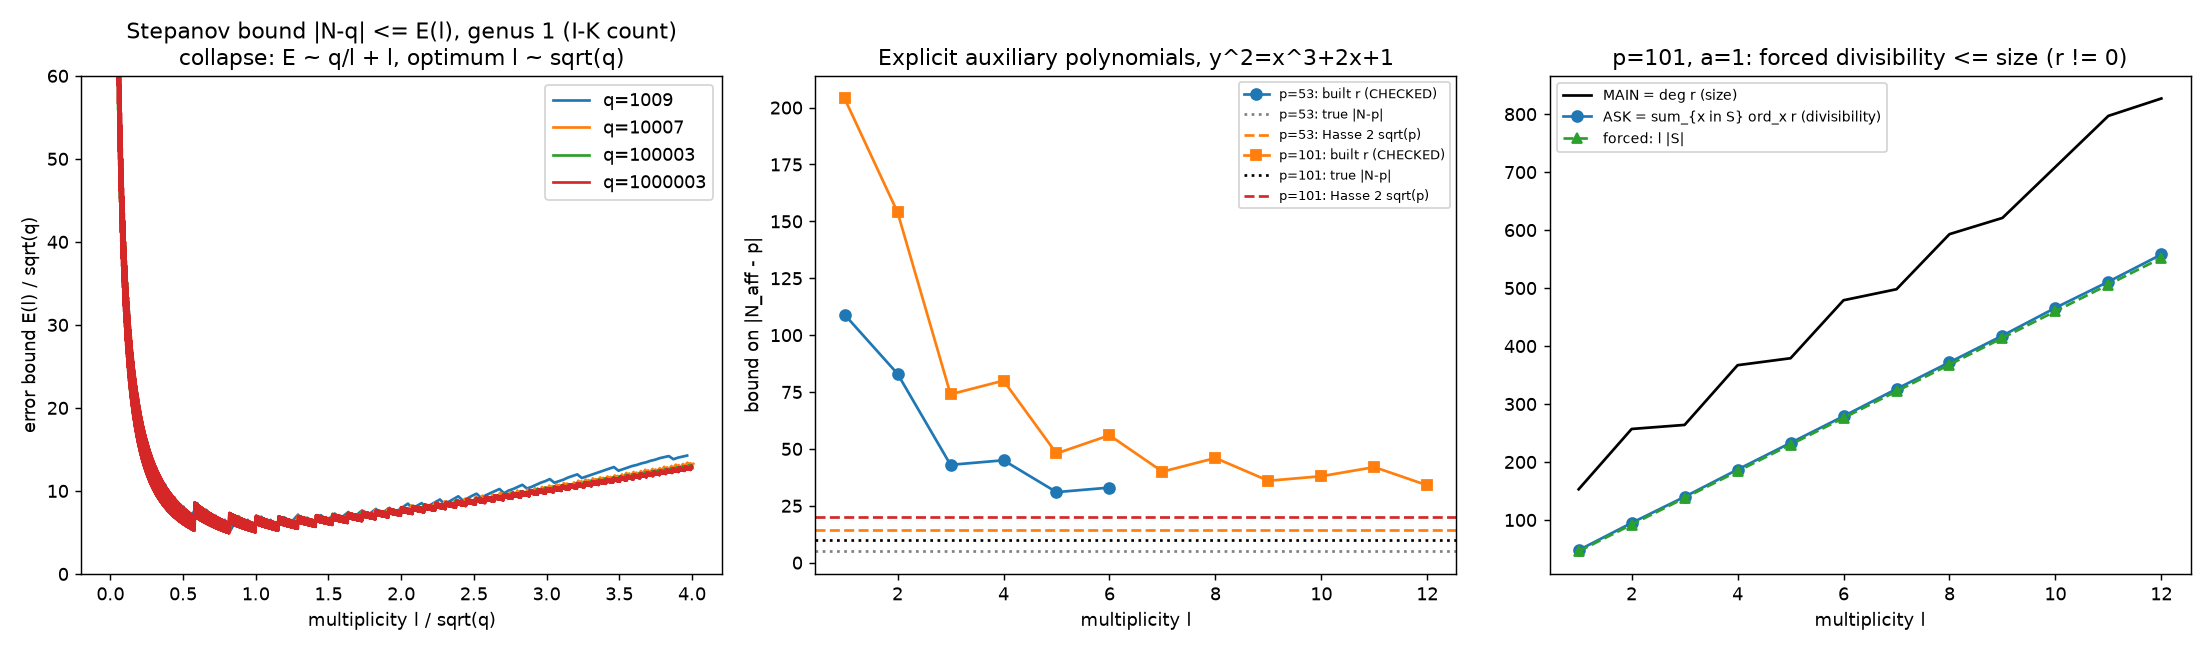 Stepanov bound |N-q| <= E(l), genus 1 (I-K count)
collapse: E ~ q/l + l, optimum l ~ sqrt(q)
error bound E(l) / sqrt(q)
60
50
40
30
20
10
0
q=1009
q=10007
q=100003
q=1000003
0.0 0.5 1.0 1.5 2.0 2.5 3.0 3.5 4.0
multiplicity l / sqrt(q)
Explicit auxiliary polynomials, y^2=x^3+2x+1
bound on |N_aff - p|
200
175
150
125
100
75
50
25
0
p=53: built r (CHECKED)
p=53: true |N-p|
p=53: Hasse 2 sqrt(p)
p=101: built r (CHECKED)
p=101: true |N-p|
p=101: Hasse 2 sqrt(p)
2 4 6 8 10 12
multiplicity l
p=101, a=1: forced divisibility <= size (r != 0)
800
700
600
500
400
300
200
100
MAIN = deg r (size)
ASK = sum_{x in S} ord_x r (divisibility)
forced: l |S|
2 4 6 8 10 12
multiplicity l